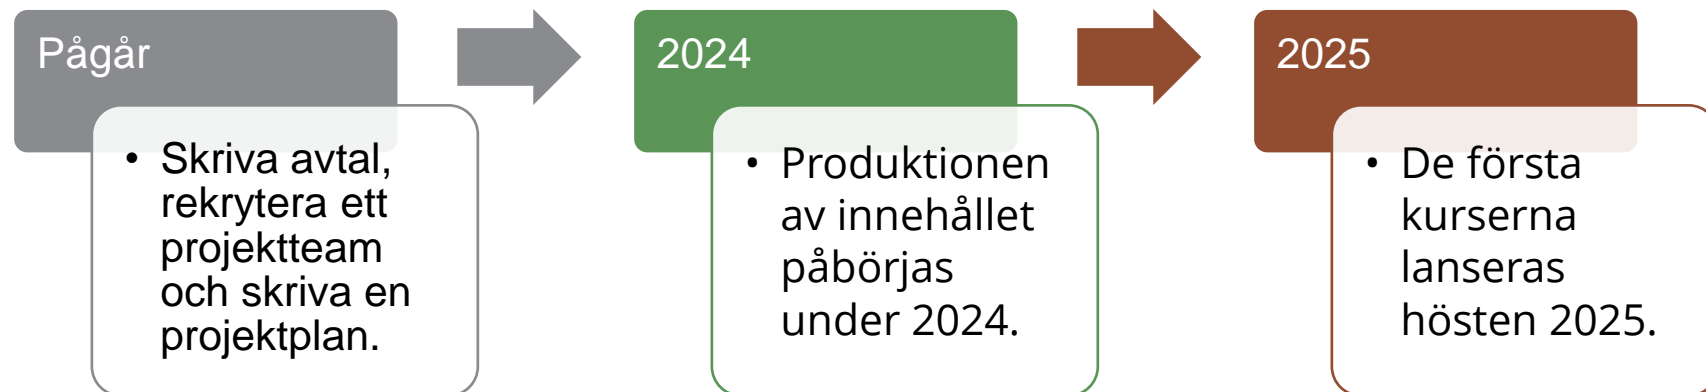 Pågår
• Skriva avtal,
rekrytera ett
projektteam
och skriva en
projektplan.
2024
• Produktionen
av innehållet
påbörjas
under 2024.
2025
• De första
kurserna
lanseras
hösten 2025.